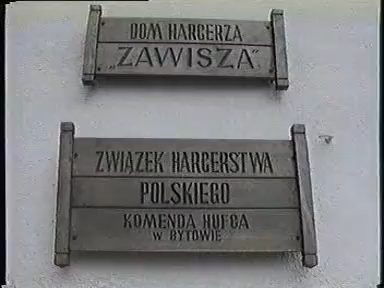 DOM HARCERZA
„ZAWISZA”
ZWIĄZEK HARCERSTWA
POLSKIEGO
KOMENDA HUFCA
W BYTOWIE